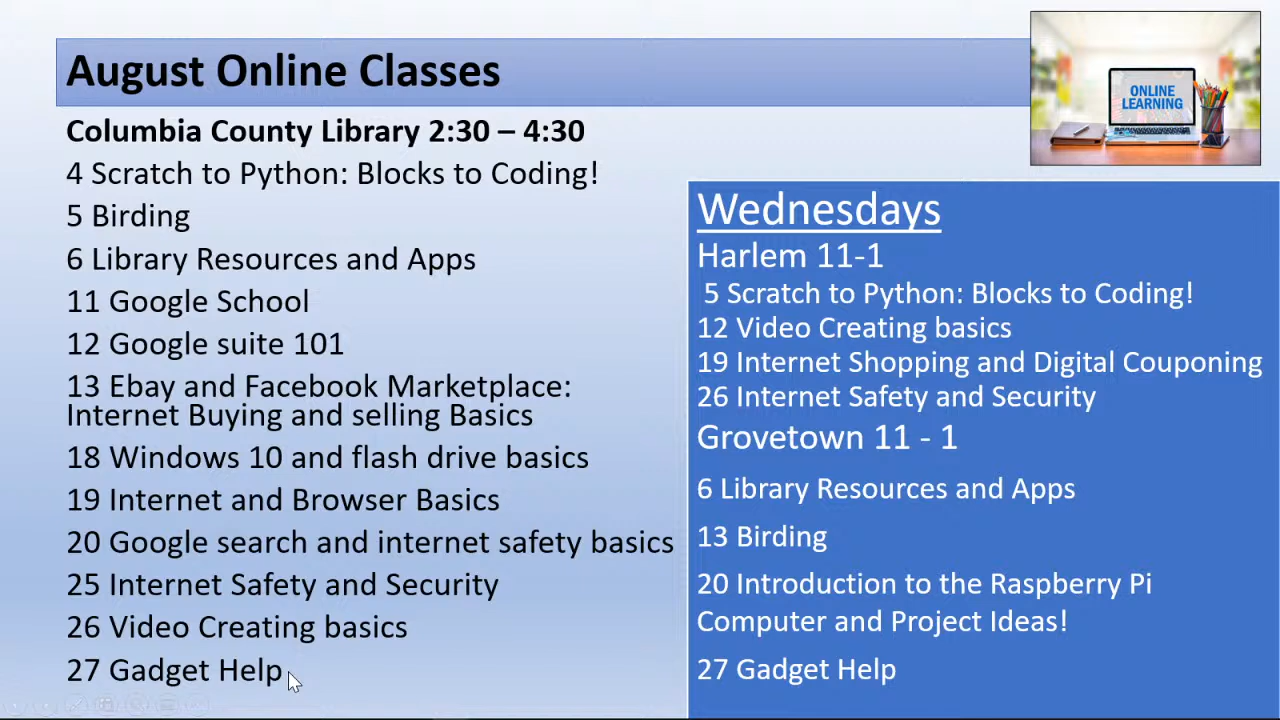 August Online Classes
ONLINE
LEARNING
Columbia County Library 2:30 – 4:30
4 Scratch to Python: Blocks to Coding!
5 Birding
6 Library Resources and Apps
11 Google School
12 Google suite 101
13 Ebay and Facebook Marketplace:
Internet Buying and selling Basics
18 Windows 10 and flash drive basics
19 Internet and Browser Basics
20 Google search and internet safety basics
25 Internet Safety and Security
26 Video Creating basics
27 Gadget Help
Wednesdays
Harlem 11-1
5 Scratch to Python: Blocks to Coding!
12 Video Creating basics
19 Internet Shopping and Digital Couponing
26 Internet Safety and Security
Grovetown 11 - 1
6 Library Resources and Apps
13 Birding
20 Introduction to the Raspberry Pi
Computer and Project Ideas!
27 Gadget Help